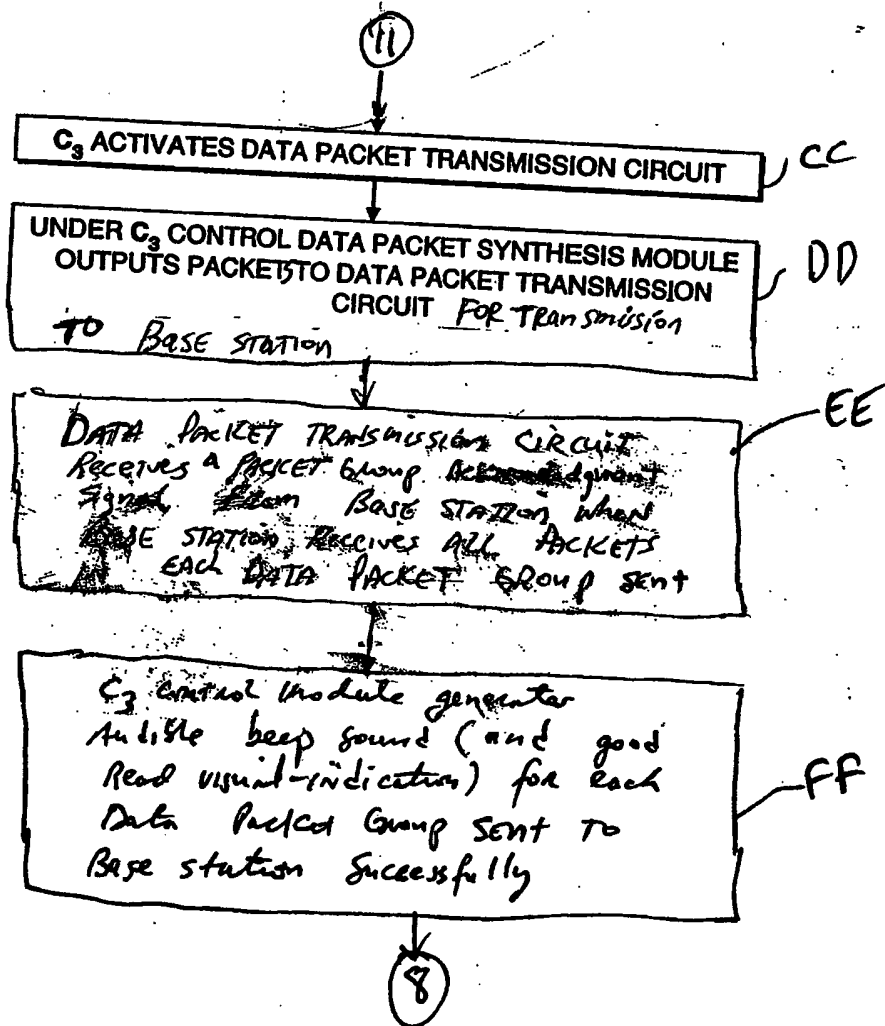 11
C₃ ACTIVATES DATA PACKET TRANSMISSION CIRCUIT
CC
UNDER C₃ CONTROL DATA PACKET SYNTHESIS MODULE
OUTPUTS PACKETS TO DATA PACKET TRANSMISSION
CIRCUIT FOR Transmission
TO BASE STATION
DD
DATA PACKET TRANSMISSION CIRCUIT
Receives a PACKET Group Acknowledgment
Signal From BASE STATION when
BASE STATION Receives ALL PACKETS
EACH DATA PACKET GROUP Sent
EE
C₃ control module generates
Audible beep sound (and good
Read visual-indication) for each
Data Packet Group Sent TO
Base station Successfully
FF
8